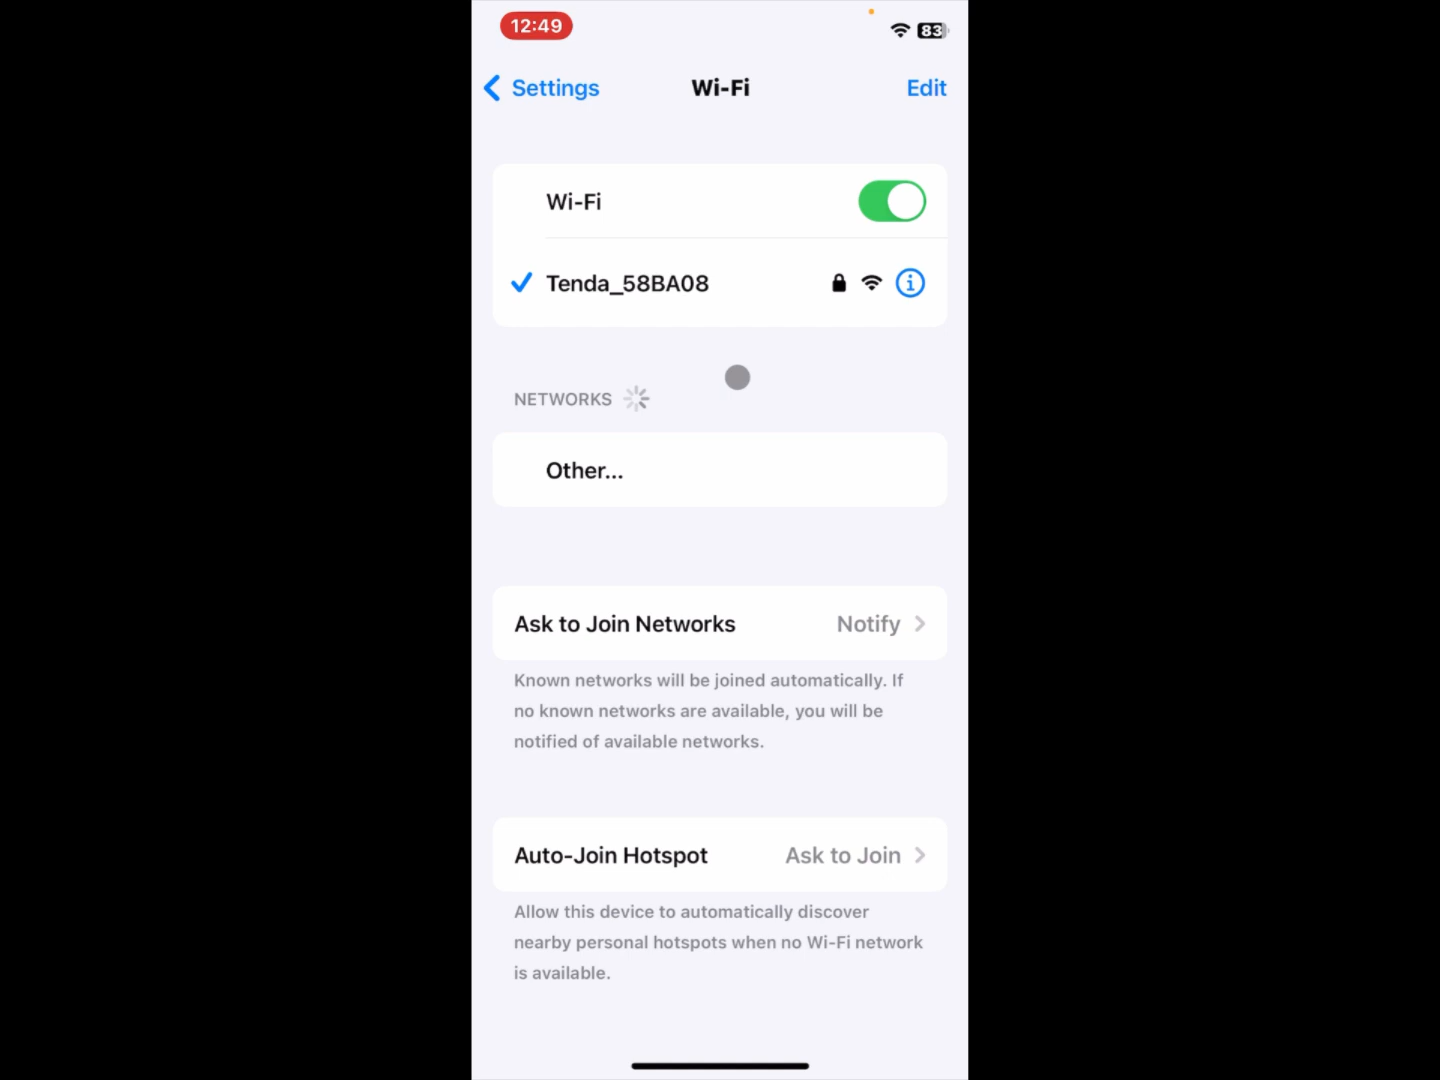 12:49
83
Settings
Wi-Fi
Edit
Wi-Fi
Tenda_58BA08
NETWORKS
Other...
Ask to Join Networks
Notify
Known networks will be joined automatically. If
no known networks are available, you will be
notified of available networks.
Auto-Join Hotspot
Ask to Join
Allow this device to automatically discover
nearby personal hotspots when no Wi-Fi network
is available.